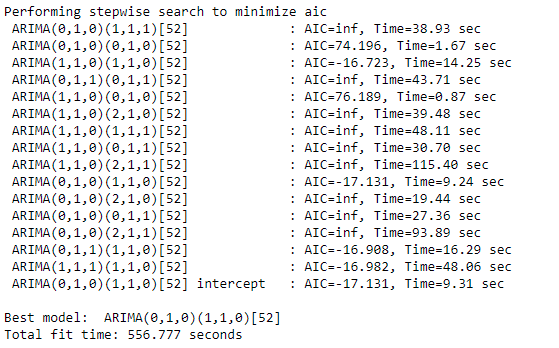 Performing stepwise search to minimize aic
 ARIMA(0,1,0)(1,1,1)[52]             : AIC=inf, Time=38.93 sec
 ARIMA(0,1,0)(0,1,0)[52]             : AIC=74.196, Time=1.67 sec
 ARIMA(1,1,0)(1,1,0)[52]             : AIC=-16.723, Time=14.25 sec
 ARIMA(0,1,1)(0,1,1)[52]             : AIC=inf, Time=43.71 sec
 ARIMA(1,1,0)(0,1,0)[52]             : AIC=76.189, Time=0.87 sec
 ARIMA(1,1,0)(2,1,0)[52]             : AIC=inf, Time=39.48 sec
 ARIMA(1,1,0)(1,1,1)[52]             : AIC=inf, Time=48.11 sec
 ARIMA(1,1,0)(0,1,1)[52]             : AIC=inf, Time=30.70 sec
 ARIMA(1,1,0)(2,1,1)[52]             : AIC=inf, Time=115.40 sec
 ARIMA(0,1,0)(1,1,0)[52]             : AIC=-17.131, Time=9.24 sec
 ARIMA(0,1,0)(2,1,0)[52]             : AIC=inf, Time=19.44 sec
 ARIMA(0,1,0)(0,1,1)[52]             : AIC=inf, Time=27.36 sec
 ARIMA(0,1,0)(2,1,1)[52]             : AIC=inf, Time=93.89 sec
 ARIMA(0,1,1)(1,1,0)[52]             : AIC=-16.908, Time=16.29 sec
 ARIMA(1,1,1)(1,1,0)[52]             : AIC=-16.982, Time=48.06 sec
 ARIMA(0,1,0)(1,1,0)[52] intercept   : AIC=-17.131, Time=9.31 sec

Best model:  ARIMA(0,1,0)(1,1,0)[52]
Total fit time: 556.777 seconds